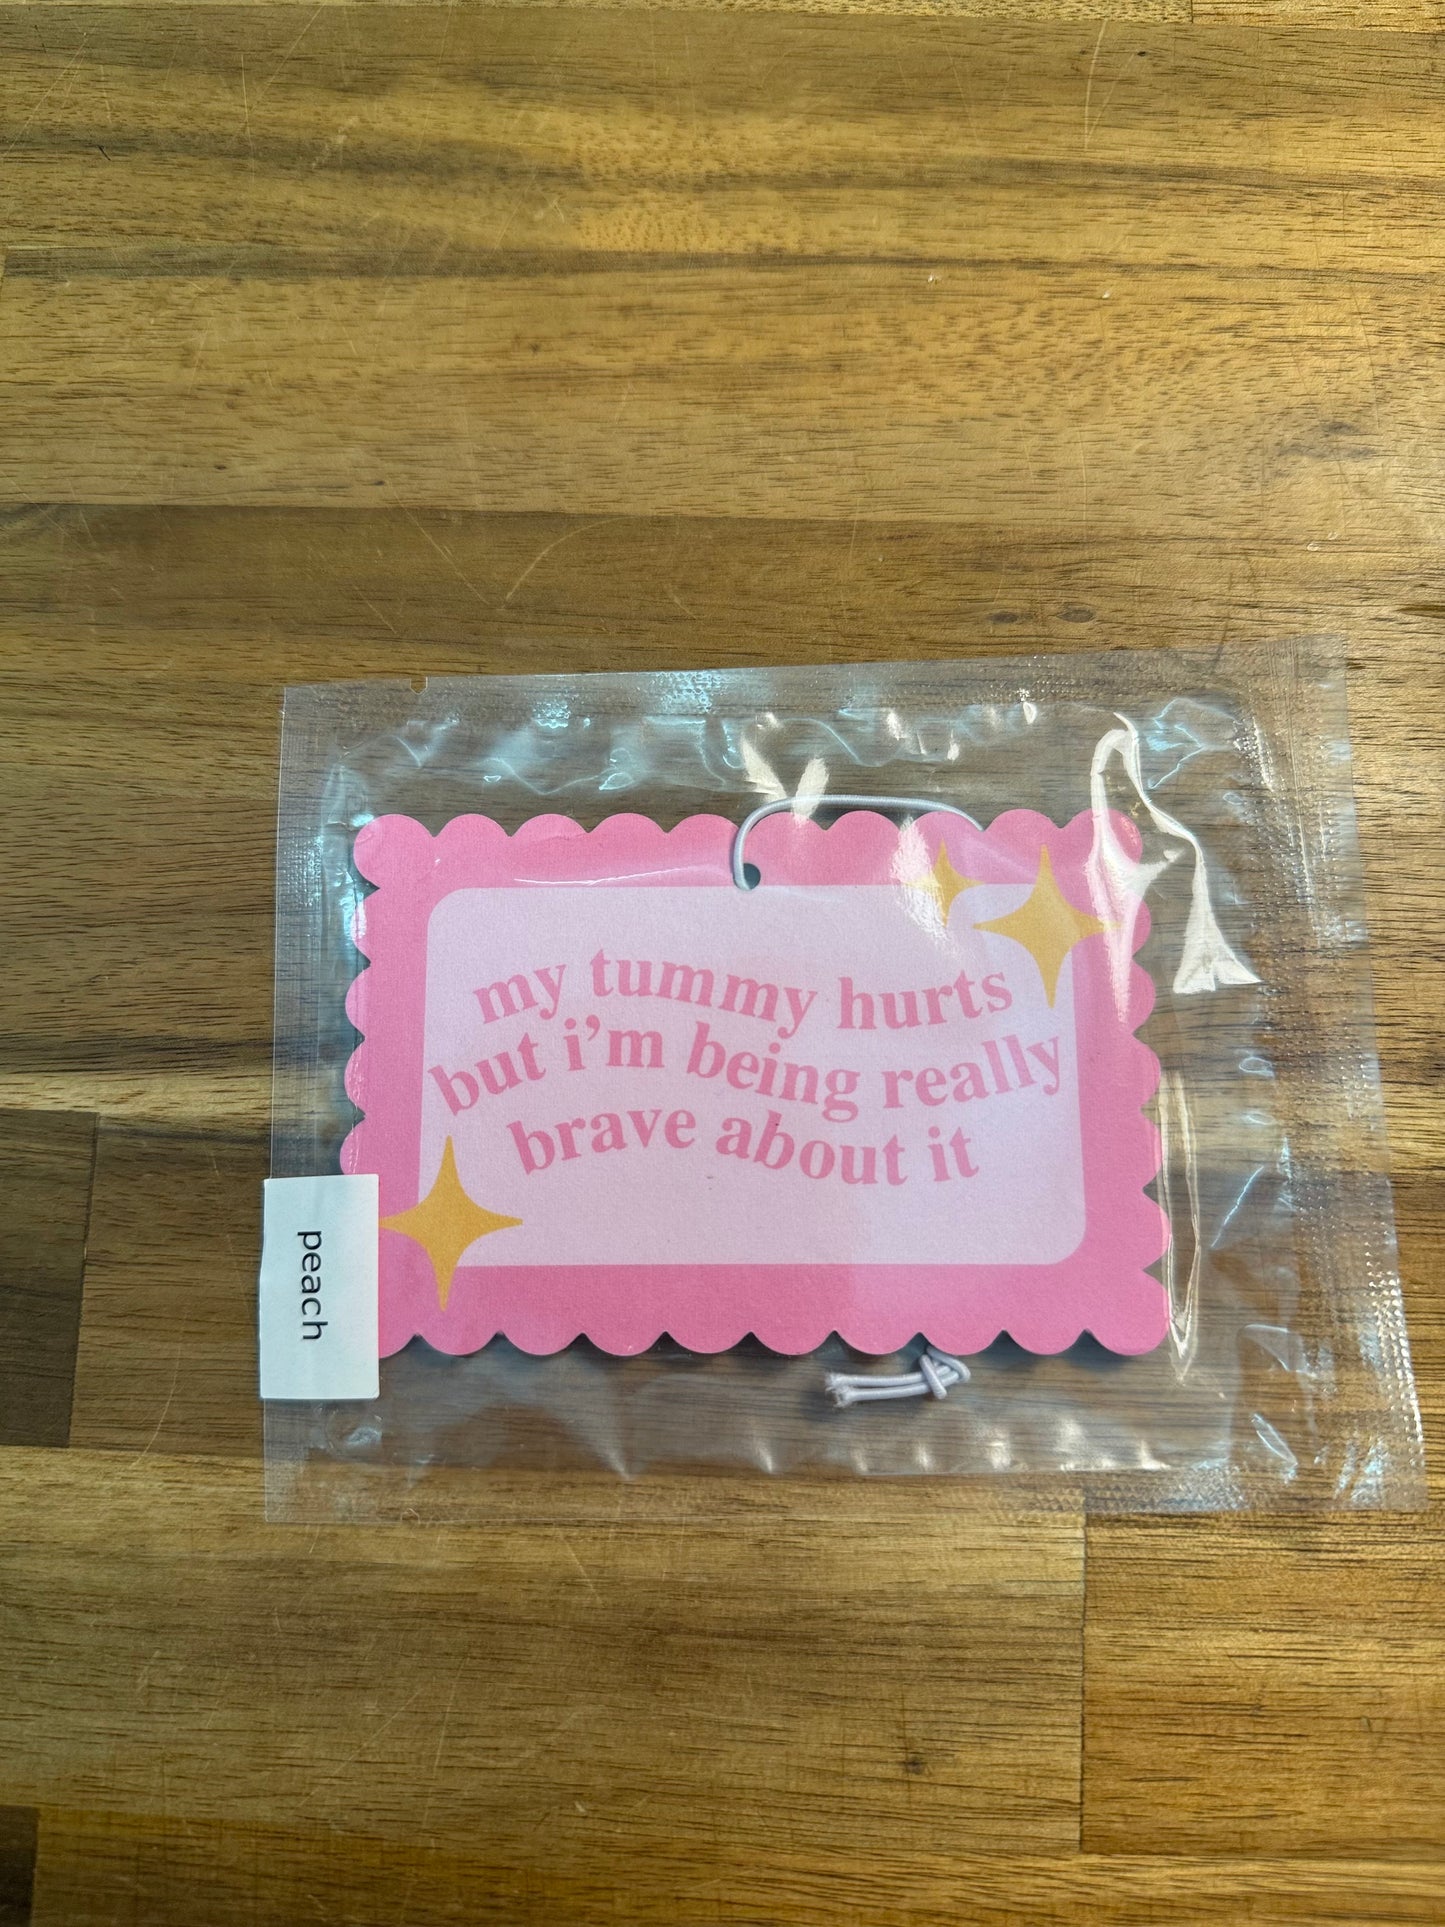 my tummy hurts
but i'm being really
brave about it
peach